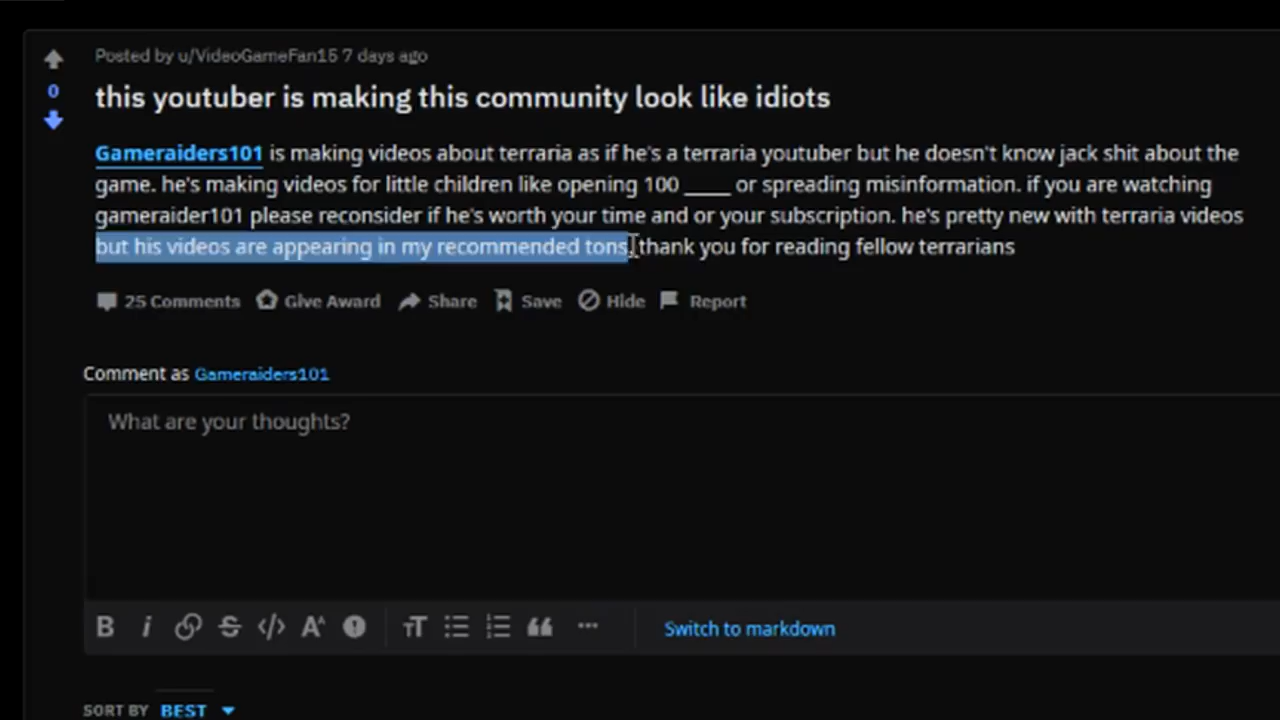 Posted by u/VideoGameFan15 7 days ago
0
this youtuber is making this community look like idiots
Gameraiders101 is making videos about terraria as if he's a terraria youtuber but he doesn't know jack shit about the
game. he's making videos for little children like opening 100 _____ or spreading misinformation. if you are watching
gameraider101 please reconsider if he's worth your time and or your subscription. he's pretty new with terraria videos
but his videos are appearing in my recommended tons. thank you for reading fellow terrarians
25 Comments Give Award Share Save Hide Report
Comment as Gameraiders101
What are your thoughts?
B i S </> A^ ! TT 66 ... Switch to markdown
SORT BY BEST